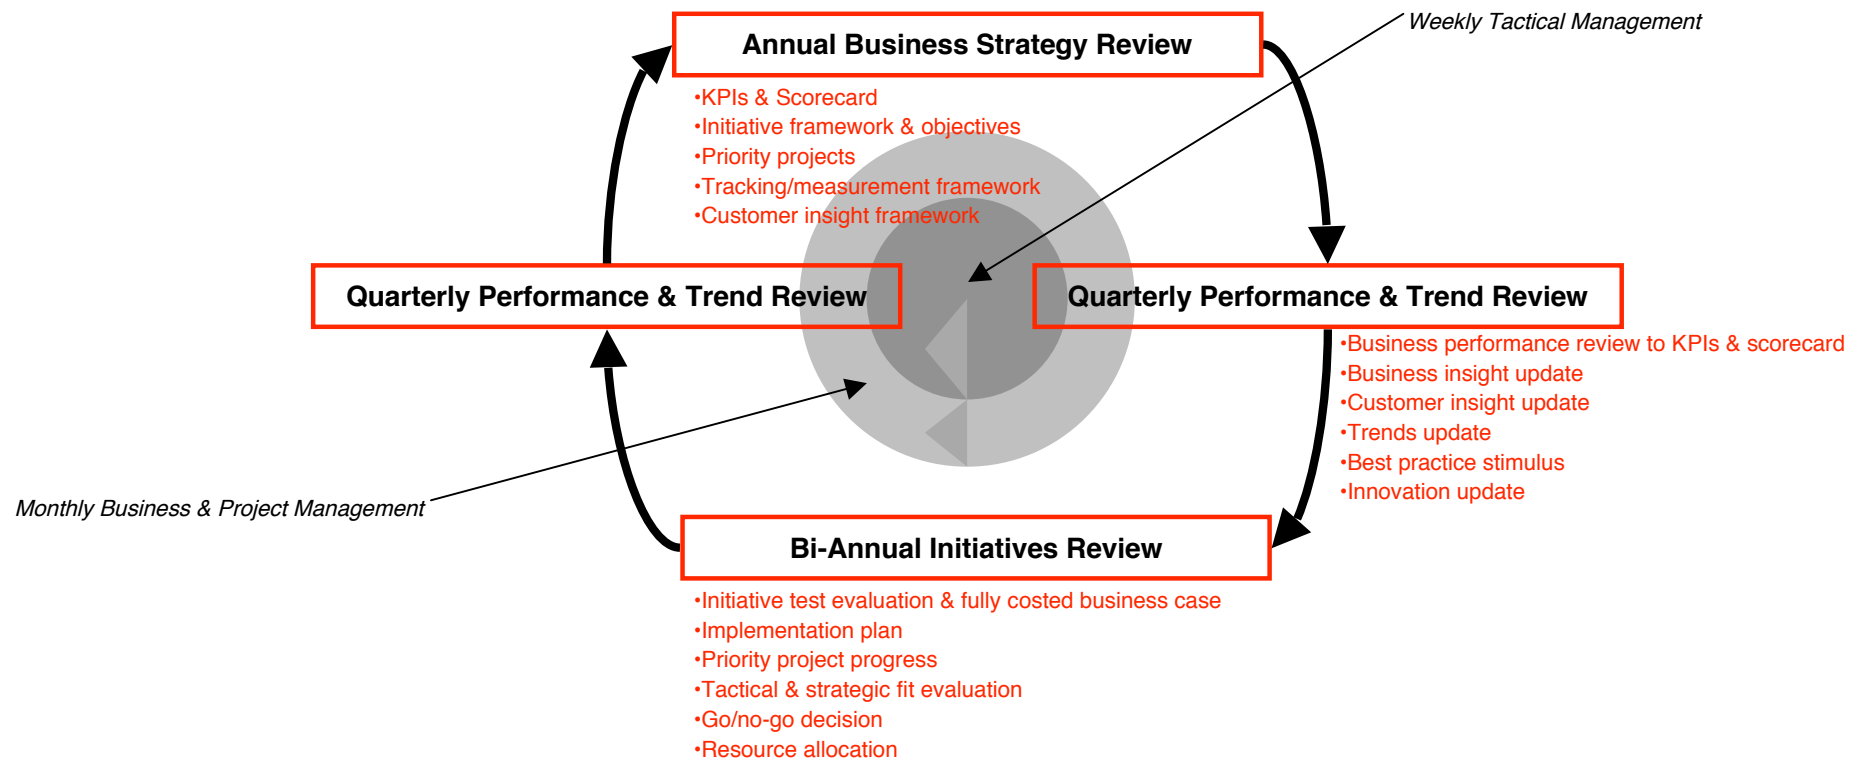 Weekly Tactical Management
Annual Business Strategy Review
•KPIs & Scorecard
•Initiative framework & objectives
•Priority projects
•Tracking/measurement framework
•Customer insight framework
Quarterly Performance & Trend Review
Quarterly Performance & Trend Review
•Business performance review to KPIs & scorecard
•Business insight update
•Customer insight update
•Trends update
•Best practice stimulus
•Innovation update
Monthly Business & Project Management
Bi-Annual Initiatives Review
•Initiative test evaluation & fully costed business case
•Implementation plan
•Priority project progress
•Tactical & strategic fit evaluation
•Go/no-go decision
•Resource allocation